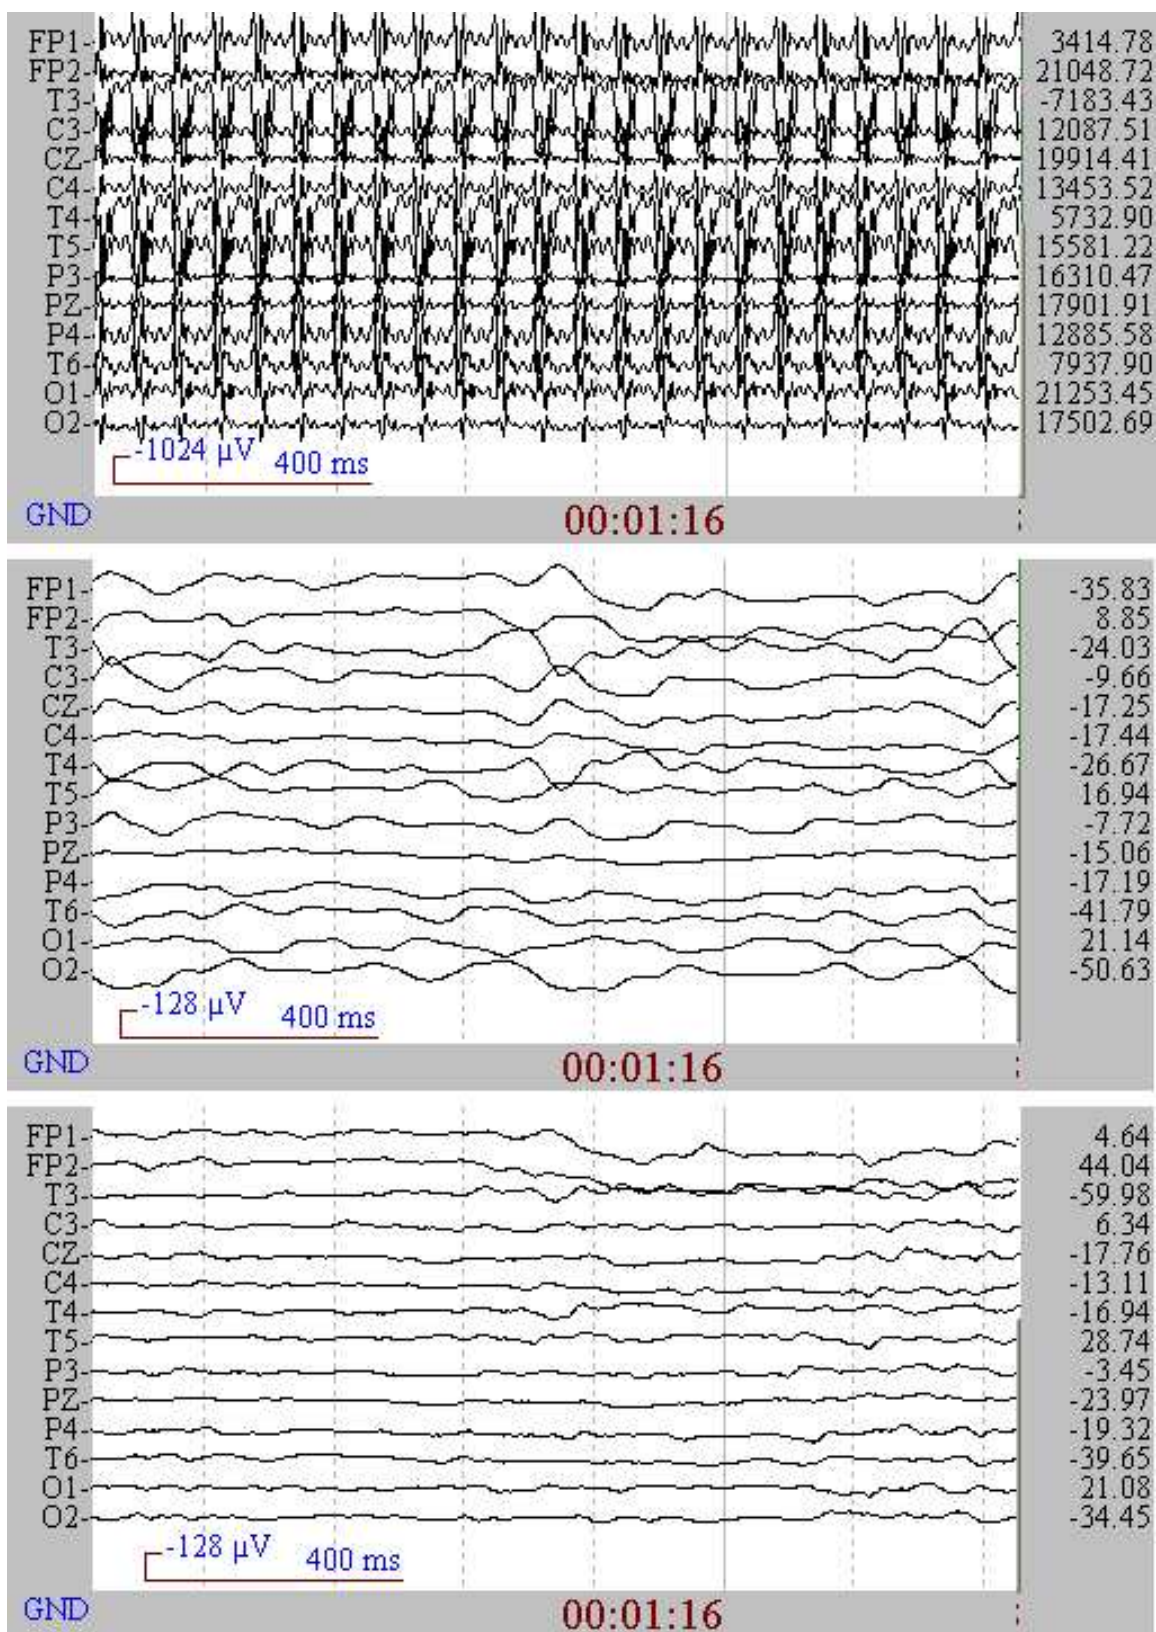 FP1- 3414.78
FP2- 21048.72
T3- -7183.43
C3- 12087.51
CZ- 19914.41
C4- 13453.52
T4- 5732.90
T5- 15581.22
P3- 16310.47
PZ- 17901.91
P4- 12885.58
T6- 7937.90
O1- 21253.45
O2- 17502.69
-1024 µV 400 ms
GND 00:01:16 :
FP1- -35.83
FP2- 8.85
T3- -24.03
C3- -9.66
CZ- -17.25
C4- -17.44
T4- -26.67
T5- 16.94
P3- -7.72
PZ- -15.06
P4- -17.19
T6- -41.79
O1- 21.14
O2- -50.63
-128 µV 400 ms
GND 00:01:16 :
FP1- 4.64
FP2- 44.04
T3- -59.98
C3- 6.34
CZ- -17.76
C4- -13.11
T4- -16.94
T5- 28.74
P3- -3.45
PZ- -23.97
P4- -19.32
T6- -39.65
O1- 21.08
O2- -34.45
-128 µV 400 ms
GND 00:01:16 :